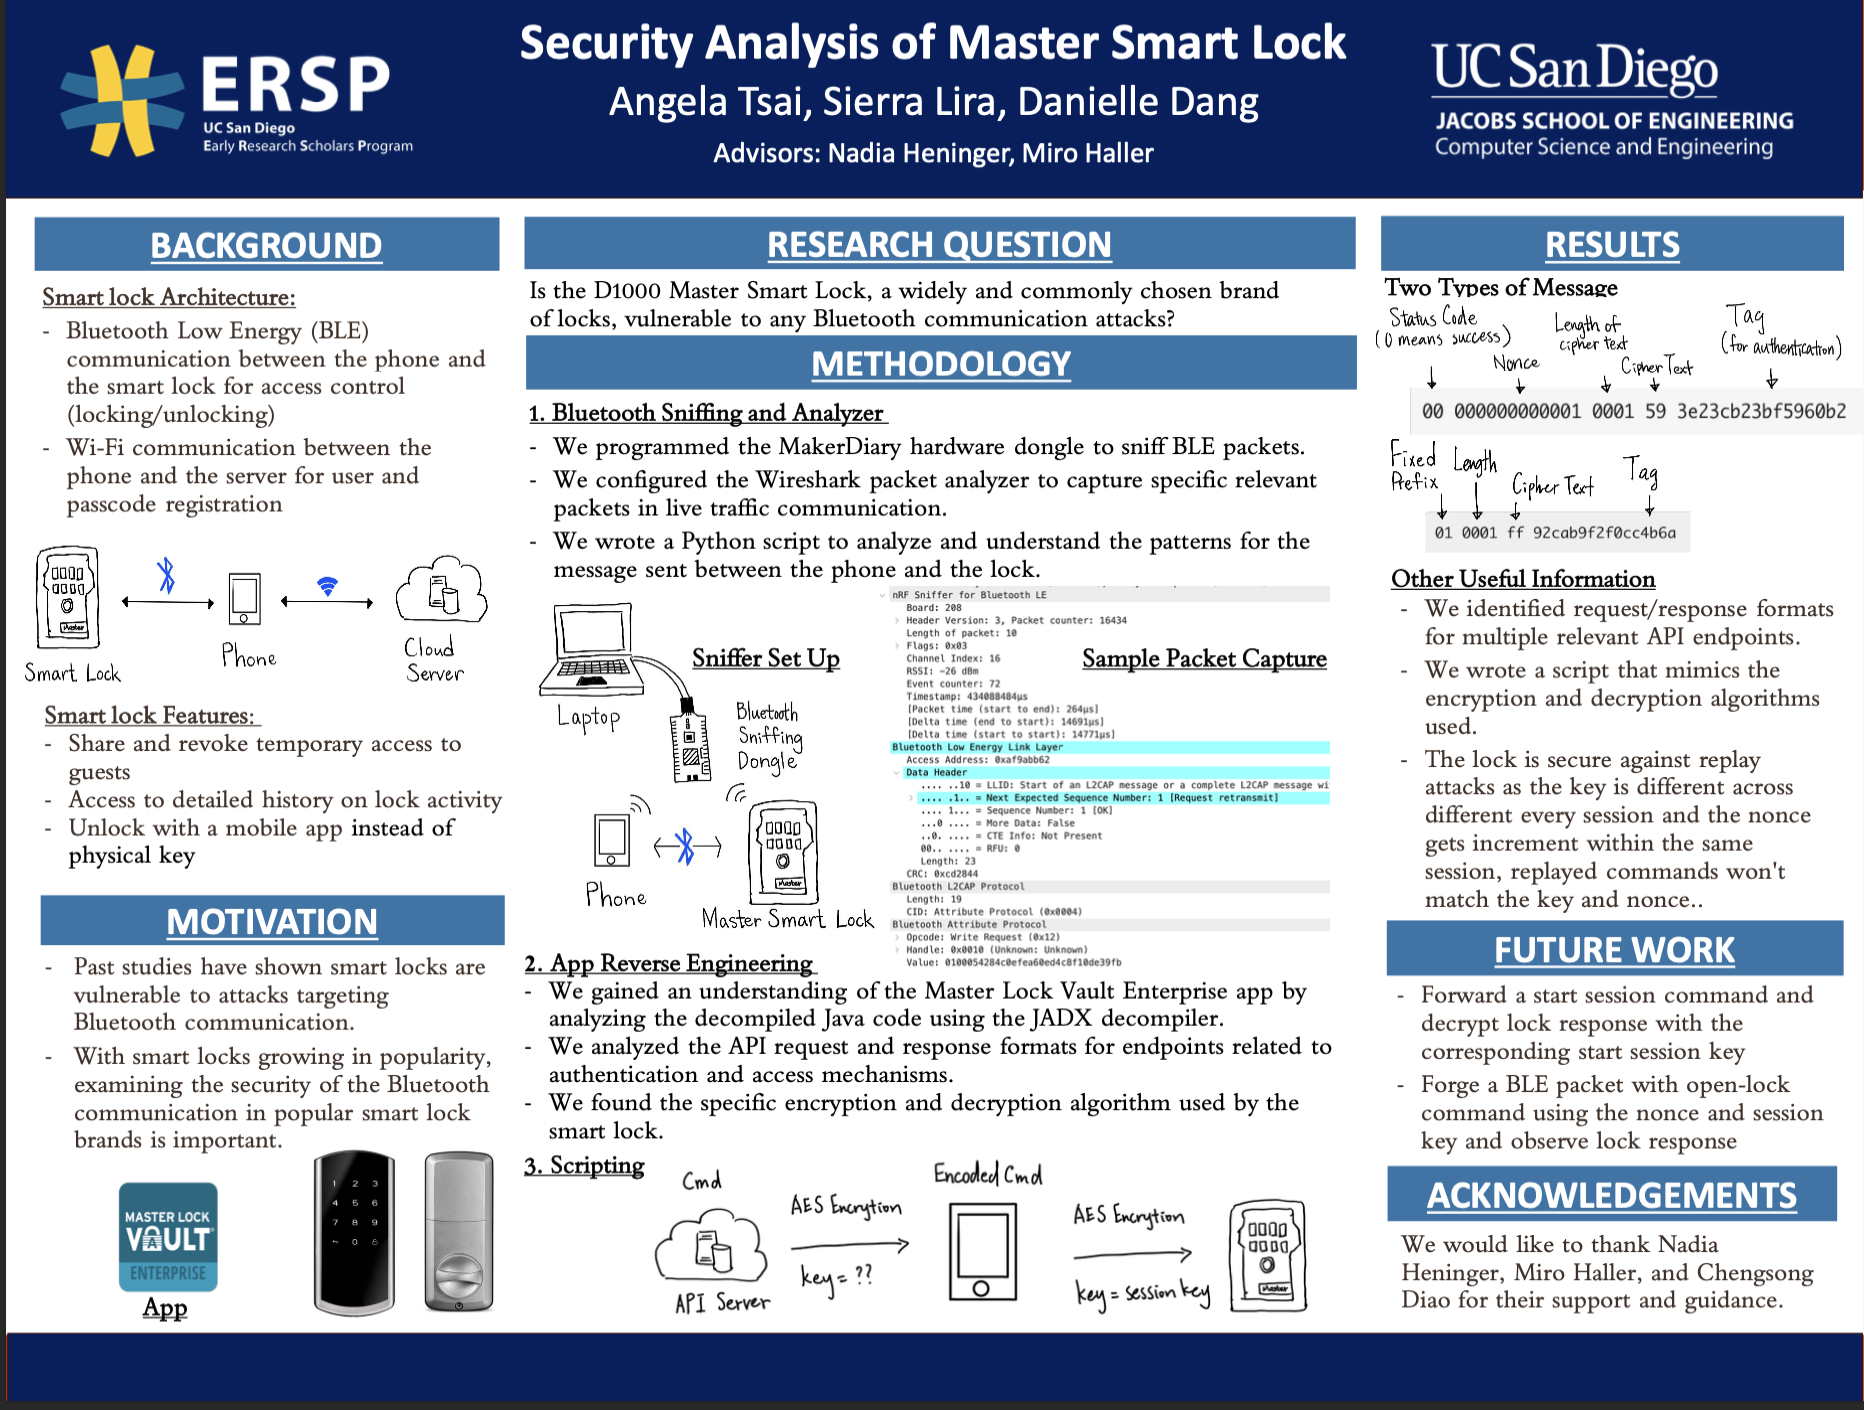 ERSP
UC San Diego
Early Research Scholars Program
Security Analysis of Master Smart Lock
Angela Tsai, Sierra Lira, Danielle Dang
Advisors: Nadia Heninger, Miro Haller
UC San Diego
JACOBS SCHOOL OF ENGINEERING
Computer Science and Engineering
BACKGROUND
Smart lock Architecture:
- Bluetooth Low Energy (BLE)
communication between the phone and
the smart lock for access control
(locking/unlocking)
- Wi-Fi communication between the
phone and the server for user and
passcode registration
Master
Smart Lock
Phone
Cloud
Server
Smart lock Features:
- Share and revoke temporary access to
guests
- Access to detailed history on lock activity
- Unlock with a mobile app instead of
physical key
MOTIVATION
- Past studies have shown smart locks are
vulnerable to attacks targeting
Bluetooth communication.
- With smart locks growing in popularity,
examining the security of the Bluetooth
communication in popular smart lock
brands is important.
MASTER LOCK
VAULT
ENTERPRISE
App
1 2 3
4 5 6
7 8 9
0
RESEARCH QUESTION
Is the D1000 Master Smart Lock, a widely and commonly chosen brand
of locks, vulnerable to any Bluetooth communication attacks?
METHODOLOGY
1. Bluetooth Sniffing and Analyzer
- We programmed the MakerDiary hardware dongle to sniff BLE packets.
- We configured the Wireshark packet analyzer to capture specific relevant
packets in live traffic communication.
- We wrote a Python script to analyze and understand the patterns for the
message sent between the phone and the lock.
Sniffer Set Up
Laptop
Bluetooth
Sniffing
Dongle
Phone
Master
Master Smart Lock
Sample Packet Capture
nRF Sniffer for Bluetooth LE
Board: 208
Header Version: 3, Packet counter: 16434
Length of packet: 10
Flags: 0x03
Channel Index: 16
RSSI: -26 dBm
Event counter: 72
Timestamp: 434088484µs
[Packet time (start to end): 264µs]
[Delta time (end to start): 14691µs]
[Delta time (start to start): 14771µs]
Bluetooth Low Energy Link Layer
Access Address: 0xaf9abb62
Data Header
.... ..10 = LLID: Start of an L2CAP message or a complete L2CAP message wi
.... .1.. = Next Expected Sequence Number: 1 [Request retransmit]
.... 1... = Sequence Number: 1 [OK]
...0 .... = More Data: False
..0. .... = CTE Info: Not Present
00.. .... = RFU: 0
Length: 23
CRC: 0xcd2844
Bluetooth L2CAP Protocol
Length: 19
CID: Attribute Protocol (0x0004)
Bluetooth Attribute Protocol
Opcode: Write Request (0x12)
Handle: 0x0010 (Unknown: Unknown)
Value: 0100054284c0efea60ed4c8f10de39fb
2. App Reverse Engineering
- We gained an understanding of the Master Lock Vault Enterprise app by
analyzing the decompiled Java code using the JADX decompiler.
- We analyzed the API request and response formats for endpoints related to
authentication and access mechanisms.
- We found the specific encryption and decryption algorithm used by the
smart lock.
3. Scripting
Cmd
API Server
AES Encrytion
key= ??
Encoded Cmd
AES Encrytion
key = session key
Master
RESULTS
Two Types of Message
Status Code
(0 means success)
Nonce
Length of
cipher text
Cipher Text
Tag
(for authentication)
00 000000000001 0001 59 3e23cb23bf5960b2
Fixed
Prefix
Length
Cipher Text
Tag
01 0001 ff 92cab9f2f0cc4b6a
Other Useful Information
- We identified request/response formats
for multiple relevant API endpoints.
- We wrote a script that mimics the
encryption and decryption algorithms
used.
- The lock is secure against replay
attacks as the key is different across
different every session and the nonce
gets increment within the same
session, replayed commands won't
match the key and nonce..
FUTURE WORK
- Forward a start session command and
decrypt lock response with the
corresponding start session key
- Forge a BLE packet with open-lock
command using the nonce and session
key and observe lock response
ACKNOWLEDGEMENTS
We would like to thank Nadia
Heninger, Miro Haller, and Chengsong
Diao for their support and guidance.